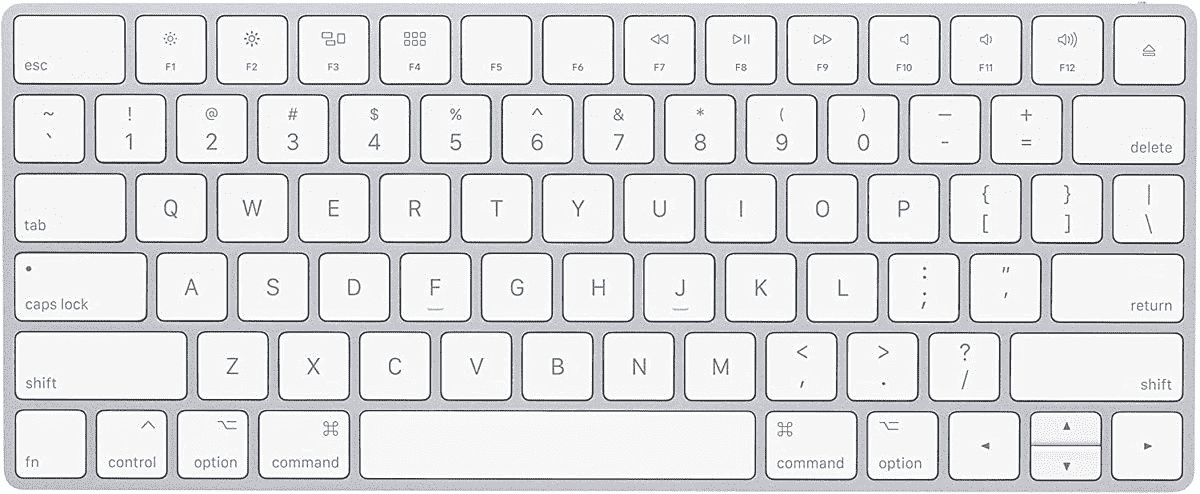 esc F1 F2 F3 F4 F5 F6 F7 F8 F9 F10 F11 F12
~ ! @ # $ % ^ & * ( ) — +
` 1 2 3 4 5 6 7 8 9 0 - = delete
tab Q W E R T Y U I O P { [ } ] | \
caps lock A S D F G H J K L : ; " ' return
shift Z X C V B N M < , > . ? / shift
fn control option command command option